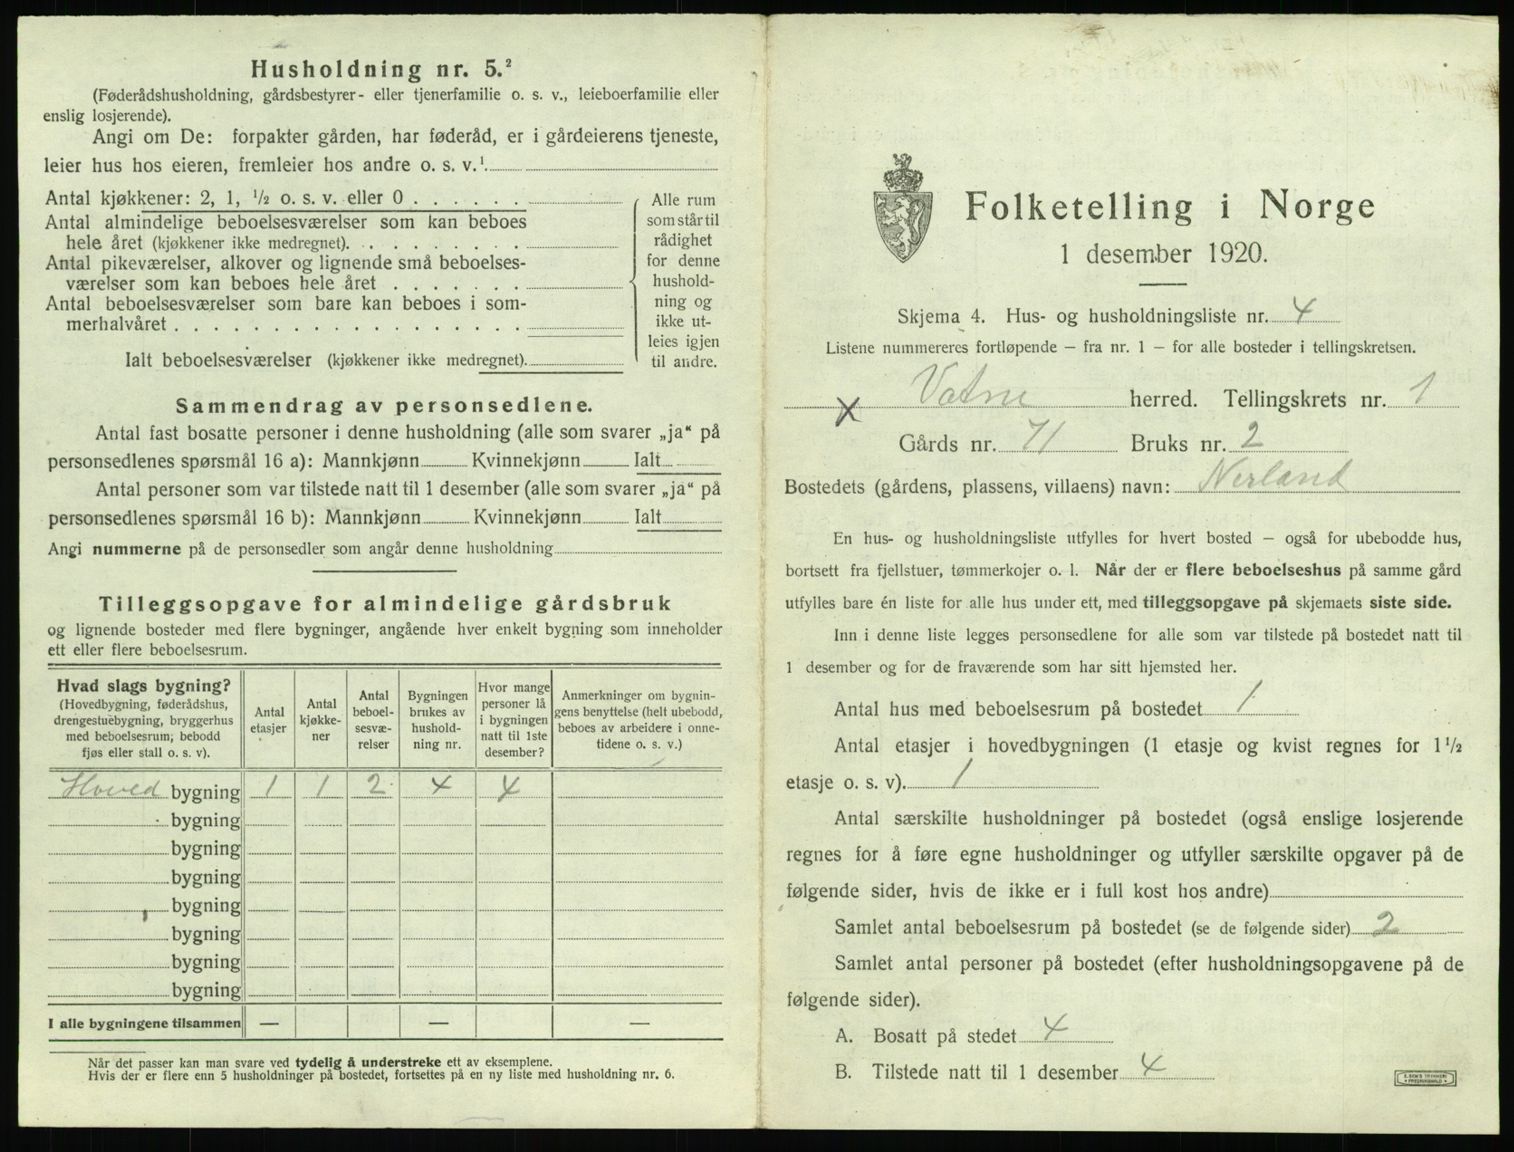 Husholdning nr. 5.²
(Føderådshusholdning, gårdsbestyrer- eller tjenerfamilie o. s. v., leieboerfamilie eller
enslig losjerende).
Angi om De: forpakter gården, har føderåd, er i gårdeierens tjeneste,
leier hus hos eieren, fremleier hos andre o. s. v.¹
Antal kjøkkener: 2, 1, ½ o. s. v. eller 0
Antal almindelige beboelsesværelser som kan beboes
hele året (kjøkkener ikke medregnet).
Antal pikeværelser, alkover og lignende små beboelses-
værelser som kan beboes hele året
Antal beboelsesværelser som bare kan beboes i som-
merhalvåret
Ialt beboelsesværelser (kjøkkener ikke medregnet).
Alle rum
som står til
rådighet
for denne
hushold-
ning og
ikke ut-
leies igjen
til andre.
Sammendrag av personsedlene.
Antal fast bosatte personer i denne husholdning (alle som svarer „ja“ på
personsedlenes spørsmål 16 a): Mannkjønn Kvinnekjønn Ialt
Antal personer som var tilstede natt til 1 desember (alle som svarer „ja“ på
personsedlenes spørsmål 16 b): Mannkjønn Kvinnekjønn Ialt
Angi nummerne på de personsedler som angår denne husholdning
Tilleggsopgave for almindelige gårdsbruk
og lignende bosteder med flere bygninger, angående hver enkelt bygning som inneholder
ett eller flere beboelsesrum.
Hvad slags bygning?
(Hovedbygning, føderådshus,
drengestuebygning, bryggerhus
med beboelsesrum; bebodd
fjøs eller stall o. s. v).
Antal
etasjer
Antal
kjøkke-
ner
Antal
beboel-
sesvæ-
relser
Bygningen
brukes av
hushold-
ning nr.
Hvor mange
personer lå
i bygningen
natt til 1ste
desember?
Anmerkninger om bygnin-
gens benyttelse (helt ubebodd,
beboes av arbeidere i onne-
tidene o. s. v.)
Hoved bygning 1 1 2 4 4
bygning
bygning
bygning
bygning
bygning
bygning
bygning
I alle bygningene tilsammen — — —
Når det passer kan man svare ved tydelig å understreke ett av eksemplene.
Hvis der er flere enn 5 husholdninger på bostedet, fortsettes på en ny liste med husholdning nr. 6.
Folketelling i Norge
1 desember 1920.
Skjema 4. Hus- og husholdningsliste nr. 4
Listene nummereres fortløpende — fra nr. 1 — for alle bosteder i tellingskretsen.
X Vatne herred. Tellingskrets nr. 1
Gårds nr. 71 Bruks nr. 2
Bostedets (gårdens, plassens, villaens) navn: Nerland
En hus- og husholdningsliste utfylles for hvert bosted — også for ubebodde hus,
bortsett fra fjellstuer, tømmerkojer o. l. Når der er flere beboelseshus på samme gård
utfylles bare én liste for alle hus under ett, med tilleggsopgave på skjemaets siste side.
Inn i denne liste legges personsedlene for alle som var tilstede på bostedet natt til
1 desember og for de fraværende som har sitt hjemsted her.
Antal hus med beboelsesrum på bostedet 1
Antal etasjer i hovedbygningen (1 etasje og kvist regnes for 1½
etasje o. s. v). 1
Antal særskilte husholdninger på bostedet (også enslige losjerende
regnes for å føre egne husholdninger og utfyller særskilte opgaver på de
følgende sider, hvis de ikke er i full kost hos andre)
Samlet antal beboelsesrum på bostedet (se de følgende sider) 2
Samlet antal personer på bostedet (efter husholdningsopgavene på de
følgende sider).
A. Bosatt på stedet 4
B. Tilstede natt til 1 desember 4